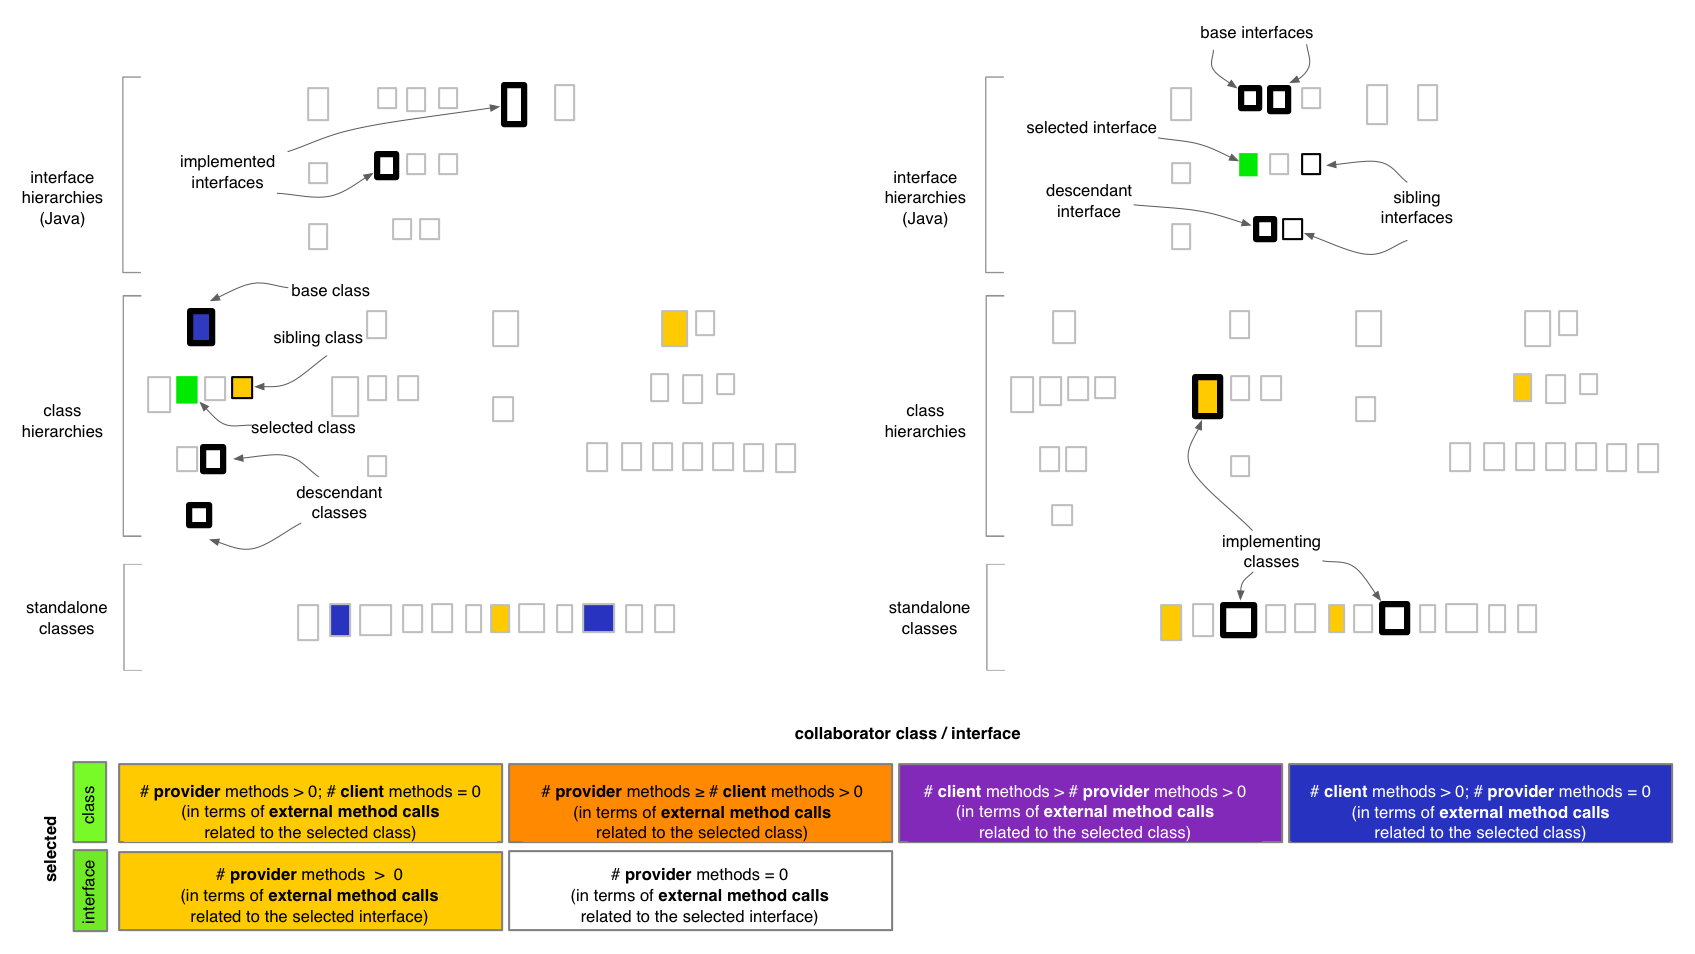 base interfaces
selected interface
implemented
interfaces
interface
hierarchies
(Java)
interface
hierarchies
(Java)
descendant
interface
sibling
interfaces
base class
sibling class
class
hierarchies
selected class
descendant
classes
class
hierarchies
implementing
classes
standalone
classes
standalone
classes
collaborator class / interface
selected
class
# provider methods > 0; # client methods = 0
(in terms of external method calls
related to the selected class)
# provider methods ≥ # client methods > 0
(in terms of external method calls
related to the selected class)
# client methods > # provider methods > 0
(in terms of external method calls
related to the selected class)
# client methods > 0; # provider methods = 0
(in terms of external method calls
related to the selected class)
interface
# provider methods > 0
(in terms of external method calls
related to the selected interface)
# provider methods = 0
(in terms of external method calls
related to the selected interface)